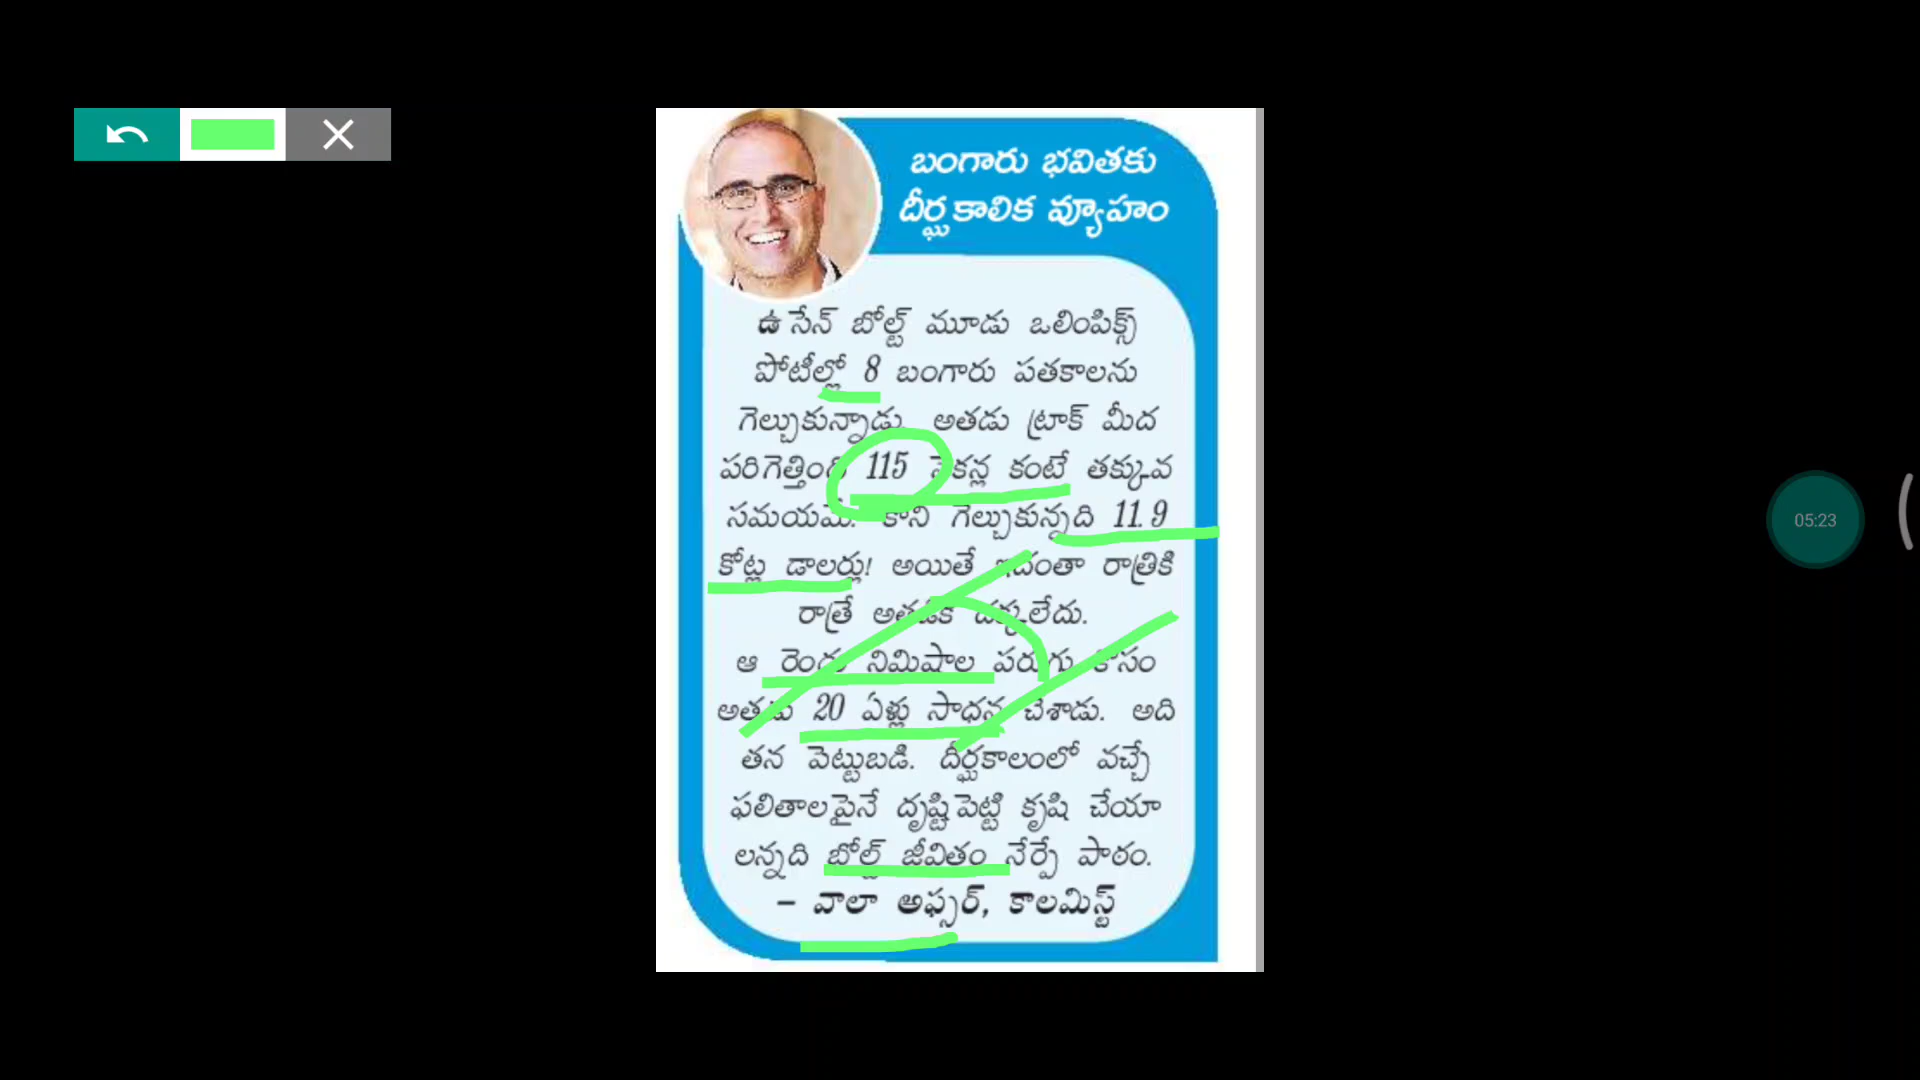 బంగారు భవితకు
దీర్ఘకాలిక వ్యూహం
ఉసేన్ బోల్ట్ మూడు ఒలింపిక్స్
పోటీల్లో 8 బంగారు పతకాలను
గెల్చుకున్నాడు. అతడు ట్రాక్ మీద
పరిగెత్తింది 115 సెకన్ల కంటే తక్కువ
సమయమే. కానీ గెల్చుకున్నది 11.9
కోట్ల డాలర్లు! అయితే ఇదంతా రాత్రికి
రాత్రే అతడికి దక్కలేదు.
ఆ రెండు నిమిషాల పరుగు కోసం
అతడు 20 ఏళ్లు సాధన చేశాడు. అది
తన పెట్టుబడి. దీర్ఘకాలంలో వచ్చే
ఫలితాలపైనే దృష్టిపెట్టి కృషి చేయా
లన్నది బోల్ట్ జీవితం నేర్పే పాఠం.
– వాలా అఫ్సర్, కాలమిస్ట్
05:23